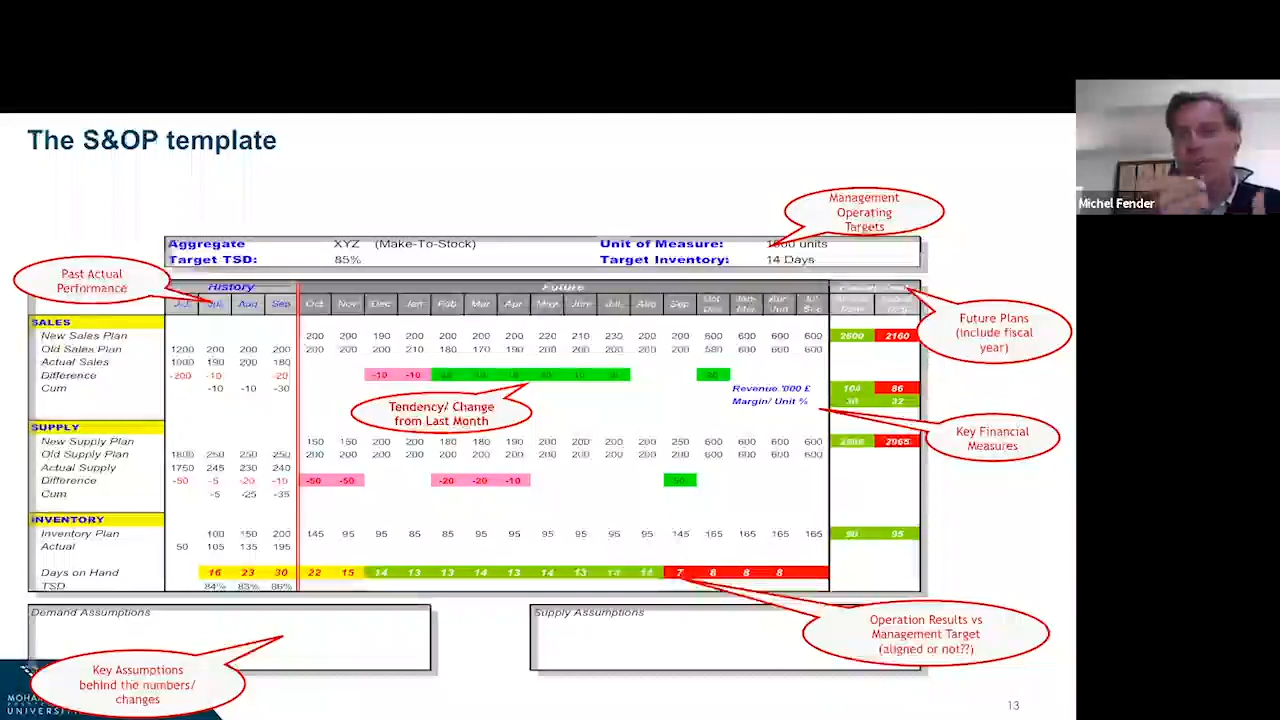 The S&OP template
Michel Fender
Management
Operating
Targets
Aggregate XYZ (Make-To-Stock) Unit of Measure: units
Target TSD: 85% Target Inventory: 14 Days
Past Actual
Performance
History Future
Aug Sep Oct Nov Dec Jan Feb Mar Apr May Jun Aug Sep
Future Plans
(include fiscal
year)
SALES
New Sales Plan 200 200 190 200 200 200 200 220 210 230 200 200 600 600 600 600 2600 2160
Old Sales Plan 1200 200 200 200 200 200 200 210 180 170 190 200 200 200 200 200 580 600 600 600
Actual Sales 1000 190 200 180
Difference -200 -10 -20 -10 -10
Cum -10 -10 -30 Revenue '000 £ 104 86
Margin/ Unit % 32
Tendency/ Change
from Last Month
Key Financial
Measures
SUPPLY
New Supply Plan 150 150 200 200 180 180 190 200 200 200 200 250 600 600 600 600 2965
Old Supply Plan 1800 250 250 250 200 200 200 200 200 200 200 200 200 200 200 200 600 600 600 600
Actual Supply 1750 245 230 240
Difference -50 -5 -20 -10 -50 -50 -20 -20 -10
Cum -5 -25 -35
INVENTORY
Inventory Plan 100 150 200 145 95 95 85 85 95 95 95 95 95 95 145 165 165 165 165 95
Actual 50 105 135 195
Days on Hand 16 23 30 22 15 14 13 13 14 13 14 13 14 14 7 8 8 8
TSD 84% 83% 86%
Demand Assumptions Supply Assumptions
Operation Results vs
Management Target
(aligned or not??)
Key Assumptions
behind the numbers/
changes
UNIVERSI
13